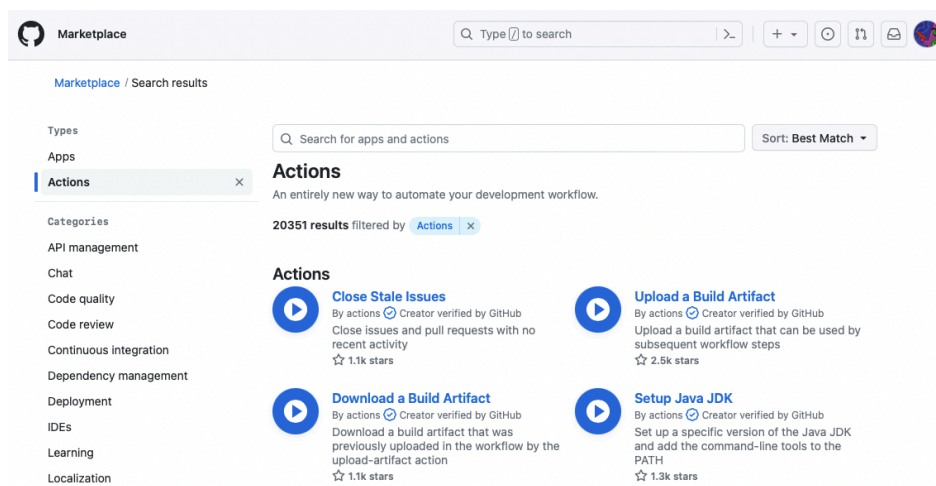 Marketplace
Type / to search
Marketplace / Search results
Types
Apps
Actions
Categories
API management
Chat
Code quality
Code review
Continuous integration
Dependency management
Deployment
IDEs
Learning
Localization
Search for apps and actions
Sort: Best Match
Actions
An entirely new way to automate your development workflow.
20351 results filtered by Actions
Actions
Close Stale Issues
By actions Creator verified by GitHub
Close issues and pull requests with no
recent activity
1.1k stars
Upload a Build Artifact
By actions Creator verified by GitHub
Upload a build artifact that can be used by
subsequent workflow steps
2.5k stars
Download a Build Artifact
By actions Creator verified by GitHub
Download a build artifact that was
previously uploaded in the workflow by the
upload-artifact action
1.1k stars
Setup Java JDK
By actions Creator verified by GitHub
Set up a specific version of the Java JDK
and add the command-line tools to the
PATH
1.3k stars